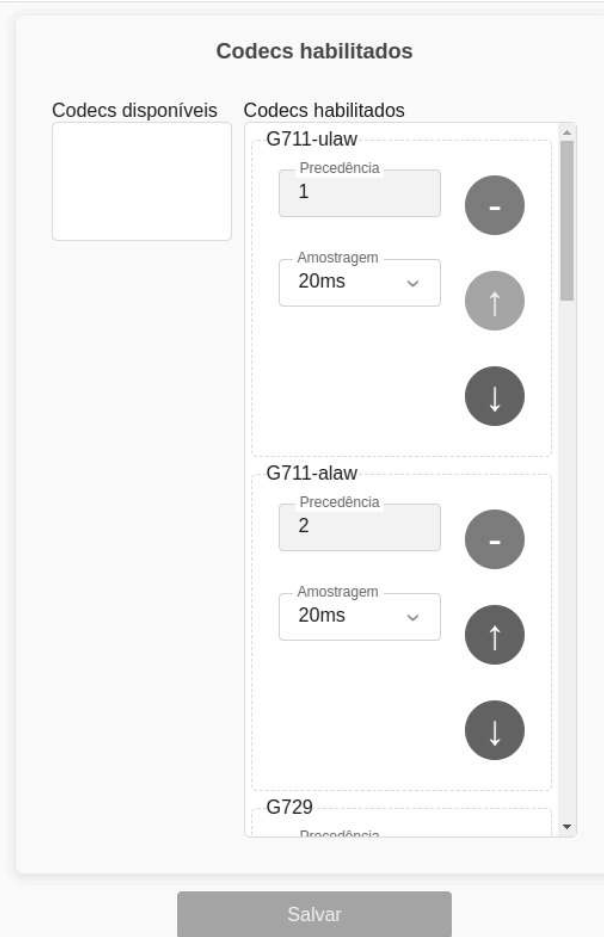 Codecs habilitados
Codecs disponíveis
Codecs habilitados
G711-ulaw
Precedência
1
-
↑
Amostragem
20ms
↓
G711-alaw
Precedência
2
-
Amostragem
20ms
↑
↓
G729
Precedência
Salvar